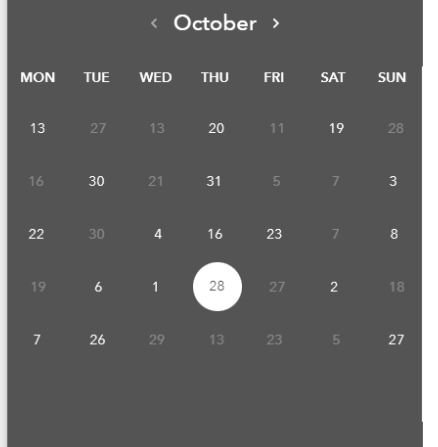 ‹ October ›
MON TUE WED THU FRI SAT SUN
13 27 13 20 11 19 28
16 30 21 31 5 7 3
22 30 4 16 23 7 8
19 6 1 28 27 2 18
7 26 29 13 23 5 27